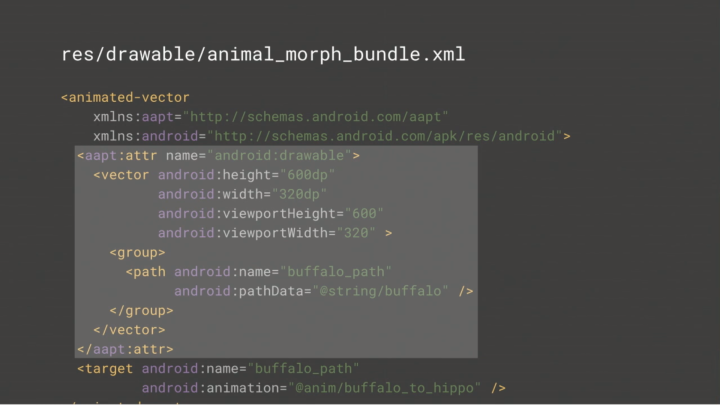 res/drawable/animal_morph_bundle.xml
<animated-vector
xmlns:aapt="http://schemas.android.com/aapt"
xmlns:android="http://schemas.android.com/apk/res/android">
<aapt:attr name="android:drawable">
<vector android:height="600dp"
android:width="320dp"
android:viewportHeight="600"
android:viewportWidth="320" >
<group>
<path android:name="buffalo_path"
android:pathData="@string/buffalo" />
</group>
</vector>
</aapt:attr>
<target android:name="buffalo_path"
android:animation="@anim/buffalo_to_hippo" />